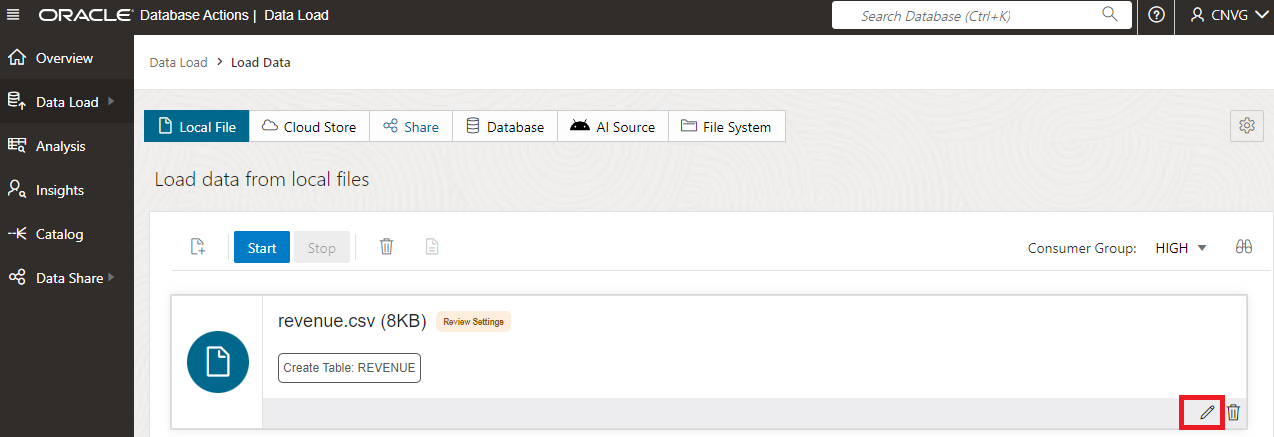 ORACLE Database Actions | Data Load
Search Database (Ctrl+K)
CNVG
Overview
Data Load
Analysis
Insights
Catalog
Data Share
Data Load > Load Data
Local File
Cloud Store
Share
Database
AI Source
File System
Load data from local files
Start
Stop
Consumer Group: HIGH
revenue.csv (8KB) Review Settings
Create Table: REVENUE